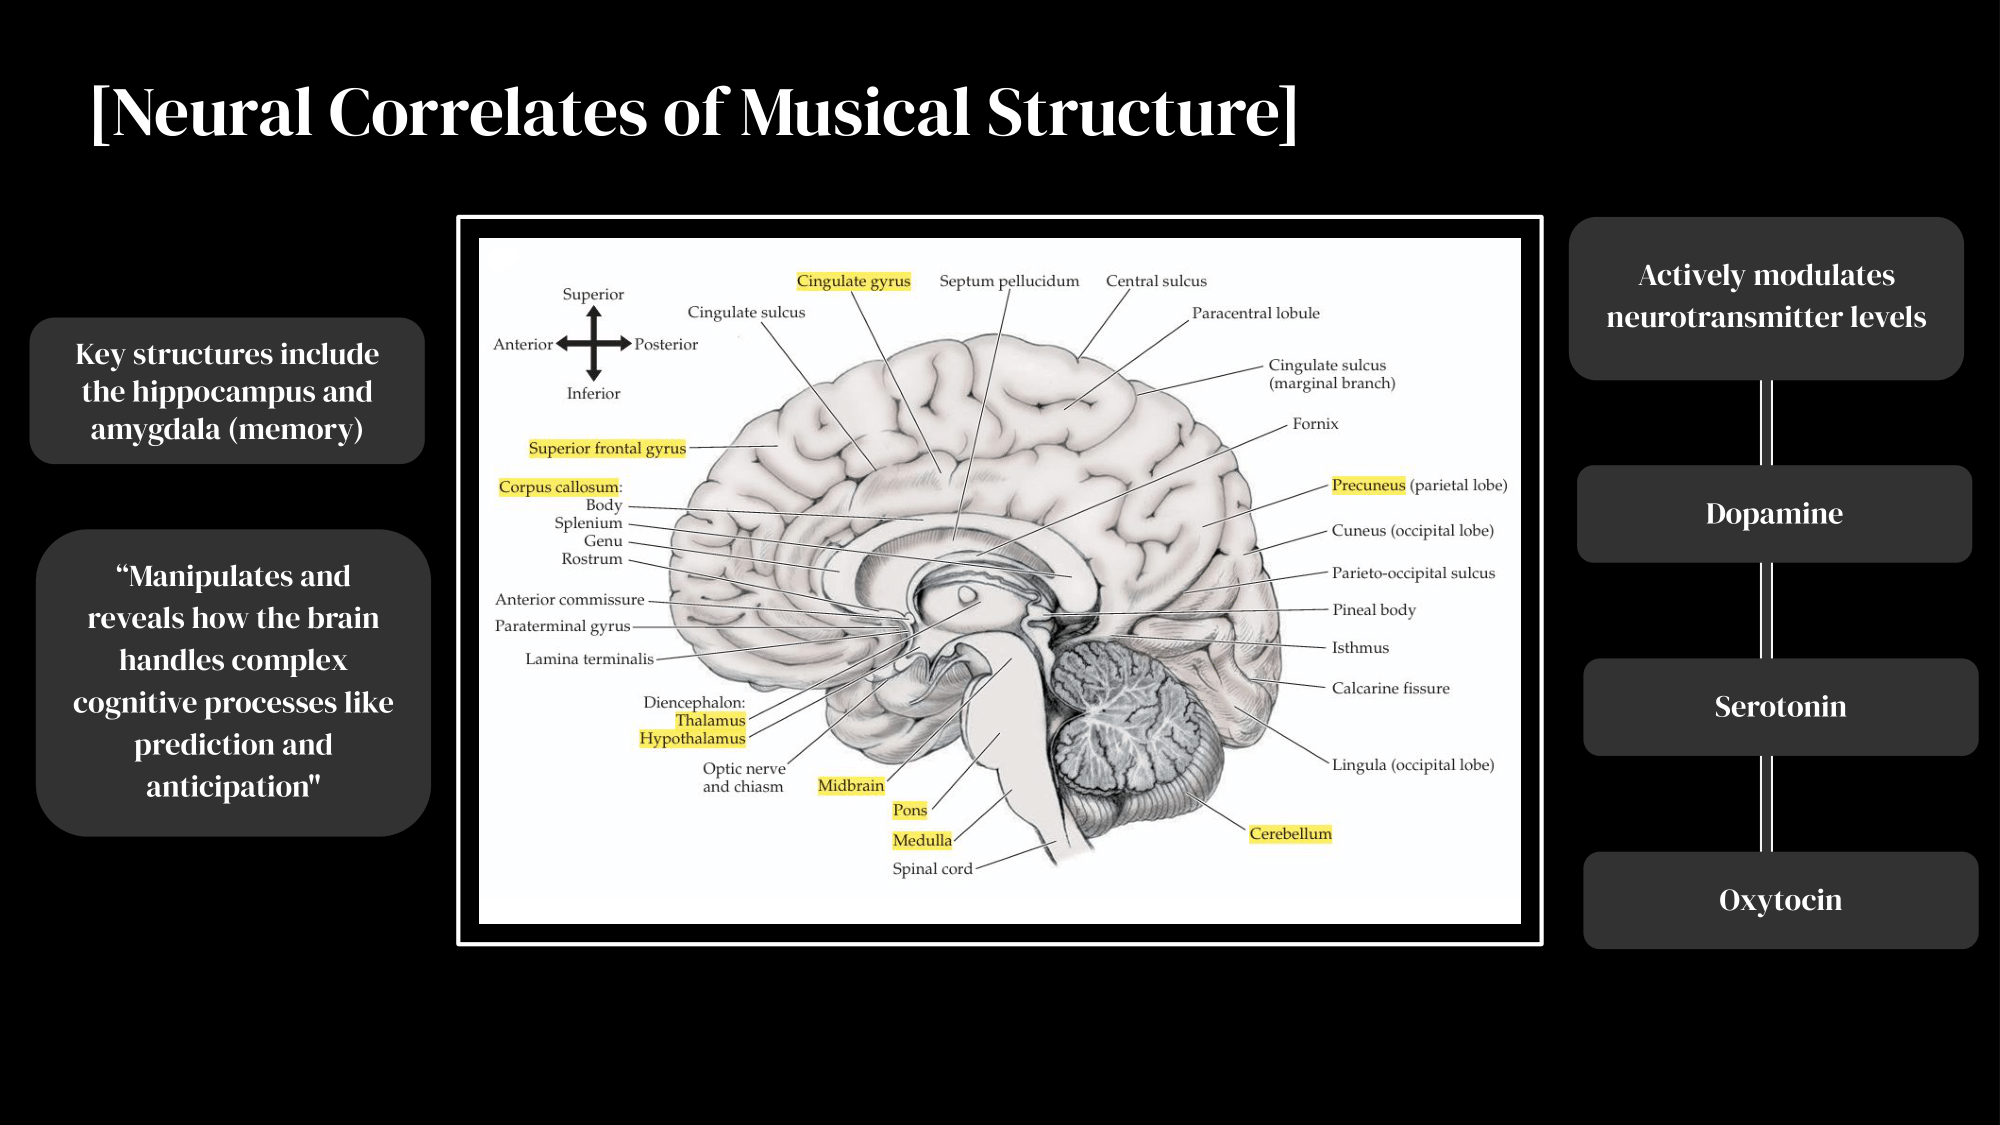 [Neural Correlates of Musical Structure]
Key structures include
the hippocampus and
amygdala (memory)
“Manipulates and
reveals how the brain
handles complex
cognitive processes like
prediction and
anticipation"
Superior
Anterior
Posterior
Inferior
Cingulate gyrus
Septum pellucidum
Central sulcus
Cingulate sulcus
Paracentral lobule
Cingulate sulcus
(marginal branch)
Fornix
Superior frontal gyrus
Corpus callosum:
Body
Splenium
Genu
Rostrum
Anterior commissure
Paraterminal gyrus
Lamina terminalis
Diencephalon:
Thalamus
Hypothalamus
Optic nerve
and chiasm
Midbrain
Pons
Medulla
Spinal cord
Precuneus (parietal lobe)
Cuneus (occipital lobe)
Parieto-occipital sulcus
Pineal body
Isthmus
Calcarine fissure
Lingula (occipital lobe)
Cerebellum
Actively modulates
neurotransmitter levels
Dopamine
Serotonin
Oxytocin